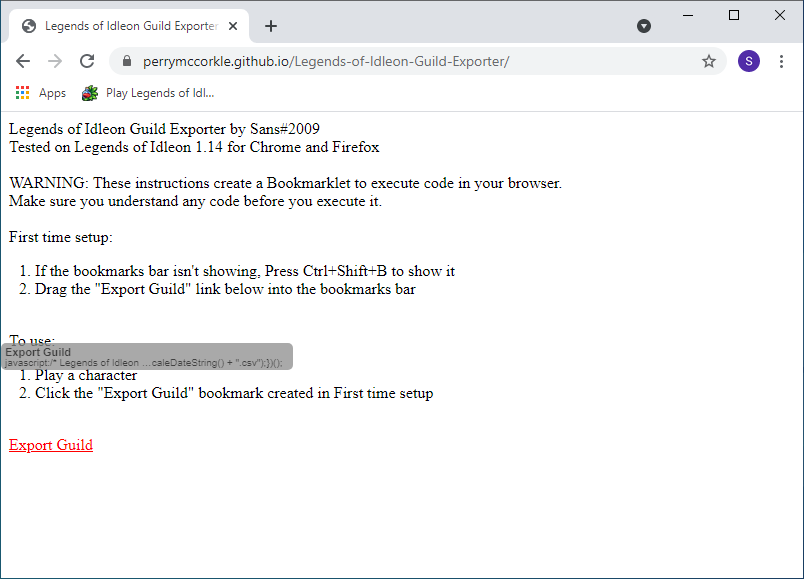 Legends of Idleon Guild Exporter
perrymccorkle.github.io/Legends-of-Idleon-Guild-Exporter/
S
Apps
Play Legends of Idl...
Legends of Idleon Guild Exporter by Sans#2009
Tested on Legends of Idleon 1.14 for Chrome and Firefox
WARNING: These instructions create a Bookmarklet to execute code in your browser.
Make sure you understand any code before you execute it.
First time setup:
1. If the bookmarks bar isn't showing, Press Ctrl+Shift+B to show it
2. Drag the "Export Guild" link below into the bookmarks bar
To use:
Export Guild
javascript:/* Legends of Idleon ...caleDateString() + ".csv");})();
1. Play a character
2. Click the "Export Guild" bookmark created in First time setup
Export Guild